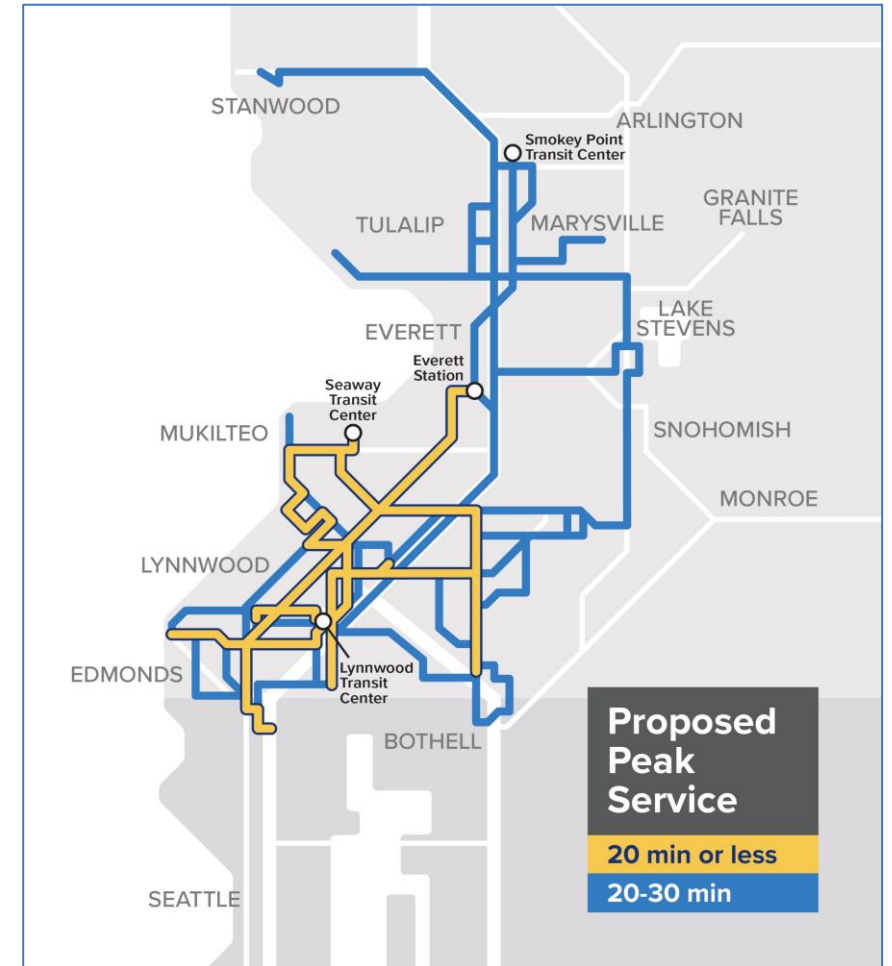 STANWOOD
ARLINGTON
Smokey Point
Transit Center
GRANITE
FALLS
TULALIP
MARYSVILLE
LAKE
STEVENS
EVERETT
Everett
Station
Seaway
Transit
Center
MUKILTEO
SNOHOMISH
MONROE
LYNNWOOD
EDMONDS
Lynnwood
Transit
Center
BOTHELL
Proposed
Peak
Service
20 min or less
20-30 min
SEATTLE